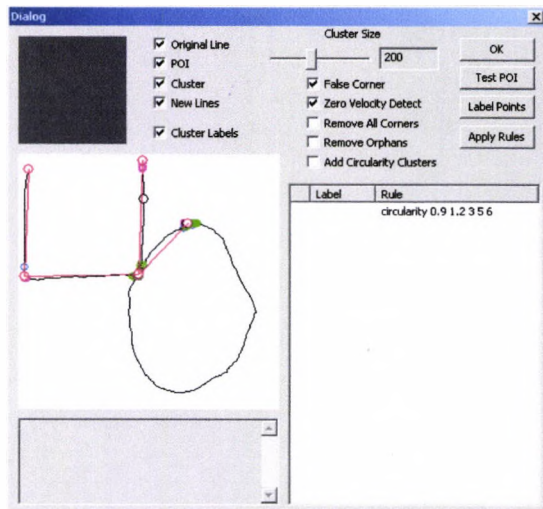 Dialog
Original Line
POI
Cluster
New Lines
Cluster Labels
Cluster Size
200
False Corner
Zero Velocity Detect
Remove All Corners
Remove Orphans
Add Circularity Clusters
OK
Test POI
Label Points
Apply Rules
Label Rule
circularity 0.9 1.2 3 5 6